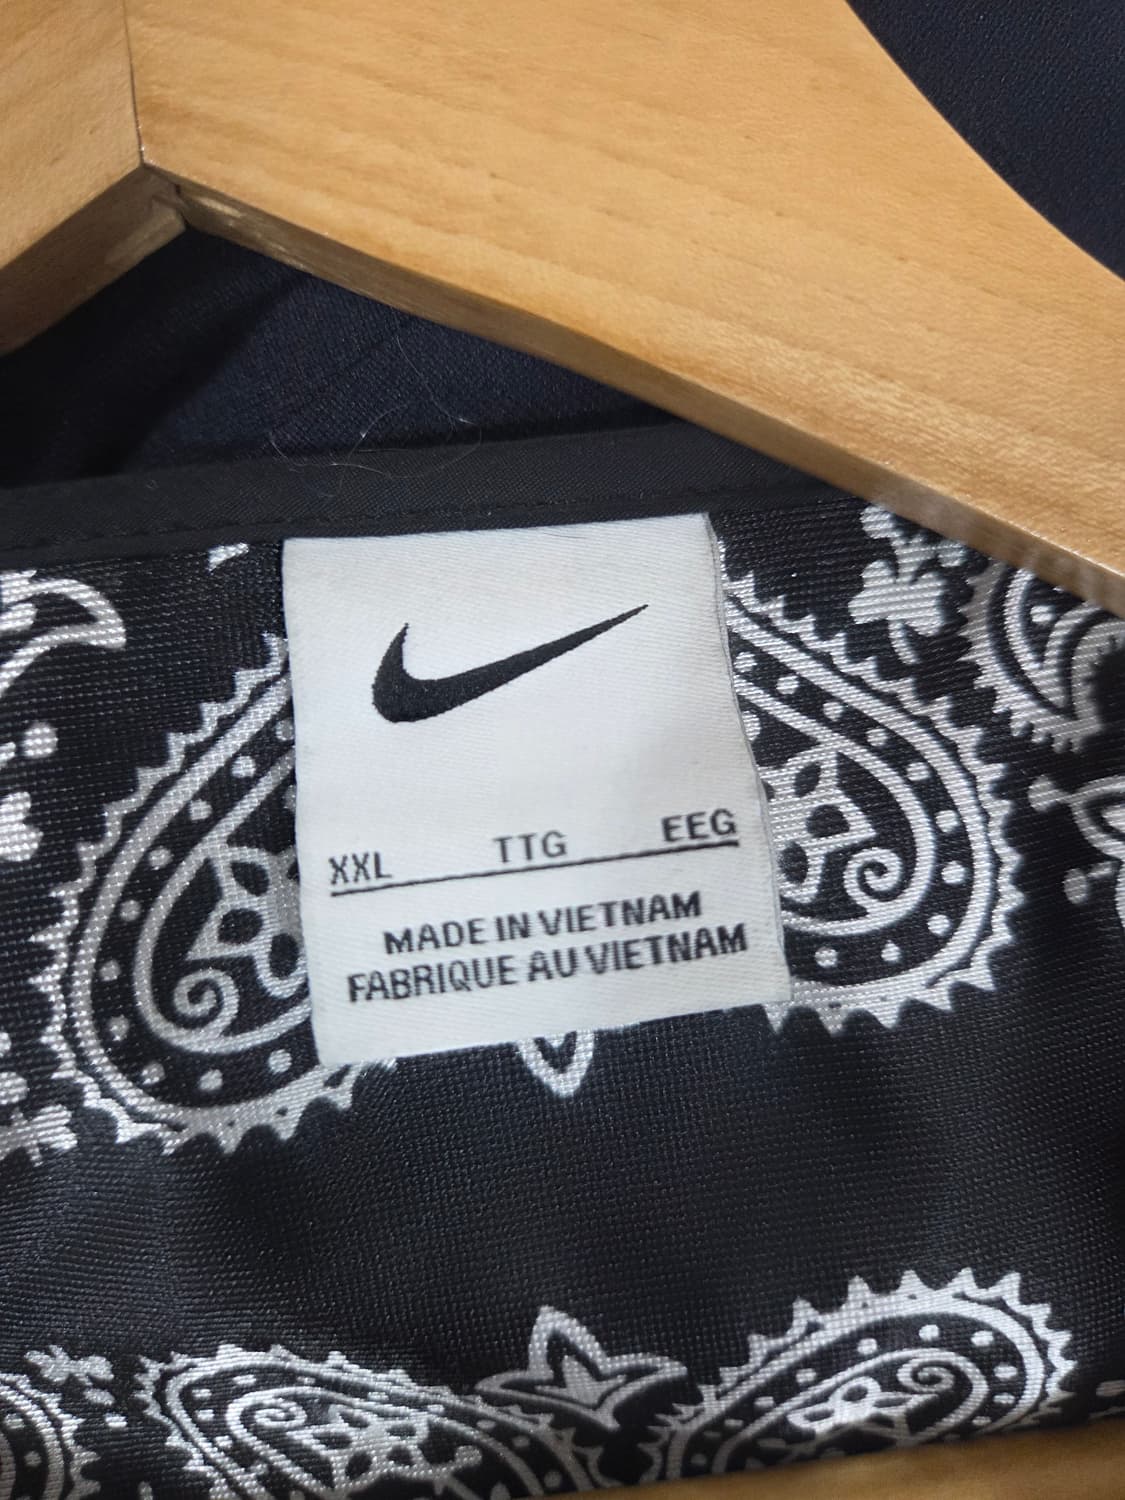 XXL TTG EEG
MADE IN VIETNAM
FABRIQUE AU VIETNAM